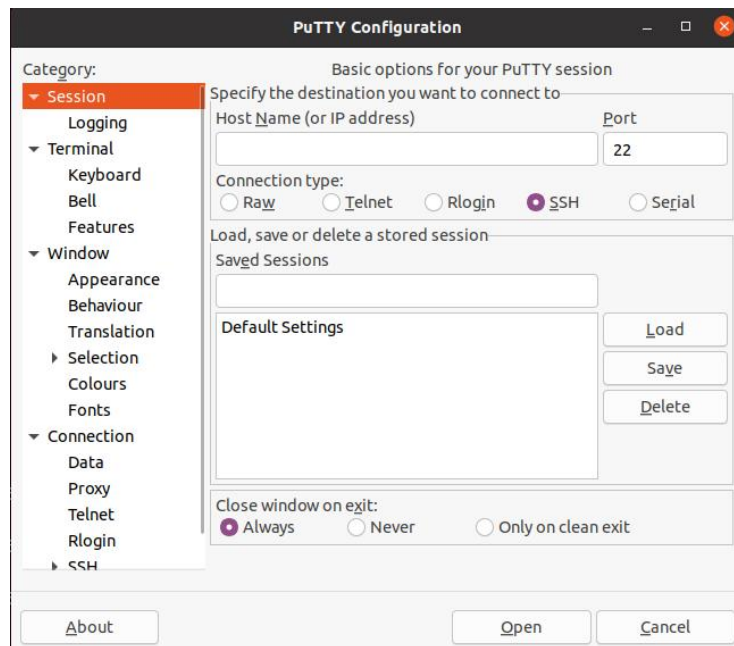 PuTTY Configuration
Category:
Session
Logging
Terminal
Keyboard
Bell
Features
Window
Appearance
Behaviour
Translation
Selection
Colours
Fonts
Connection
Data
Proxy
Telnet
Rlogin
SSH
Basic options for your PuTTY session
Specify the destination you want to connect to
Host Name (or IP address) Port
22
Connection type:
Raw Telnet Rlogin SSH Serial
Load, save or delete a stored session
Saved Sessions
Default Settings
Load
Save
Delete
Close window on exit:
Always Never Only on clean exit
About Open Cancel